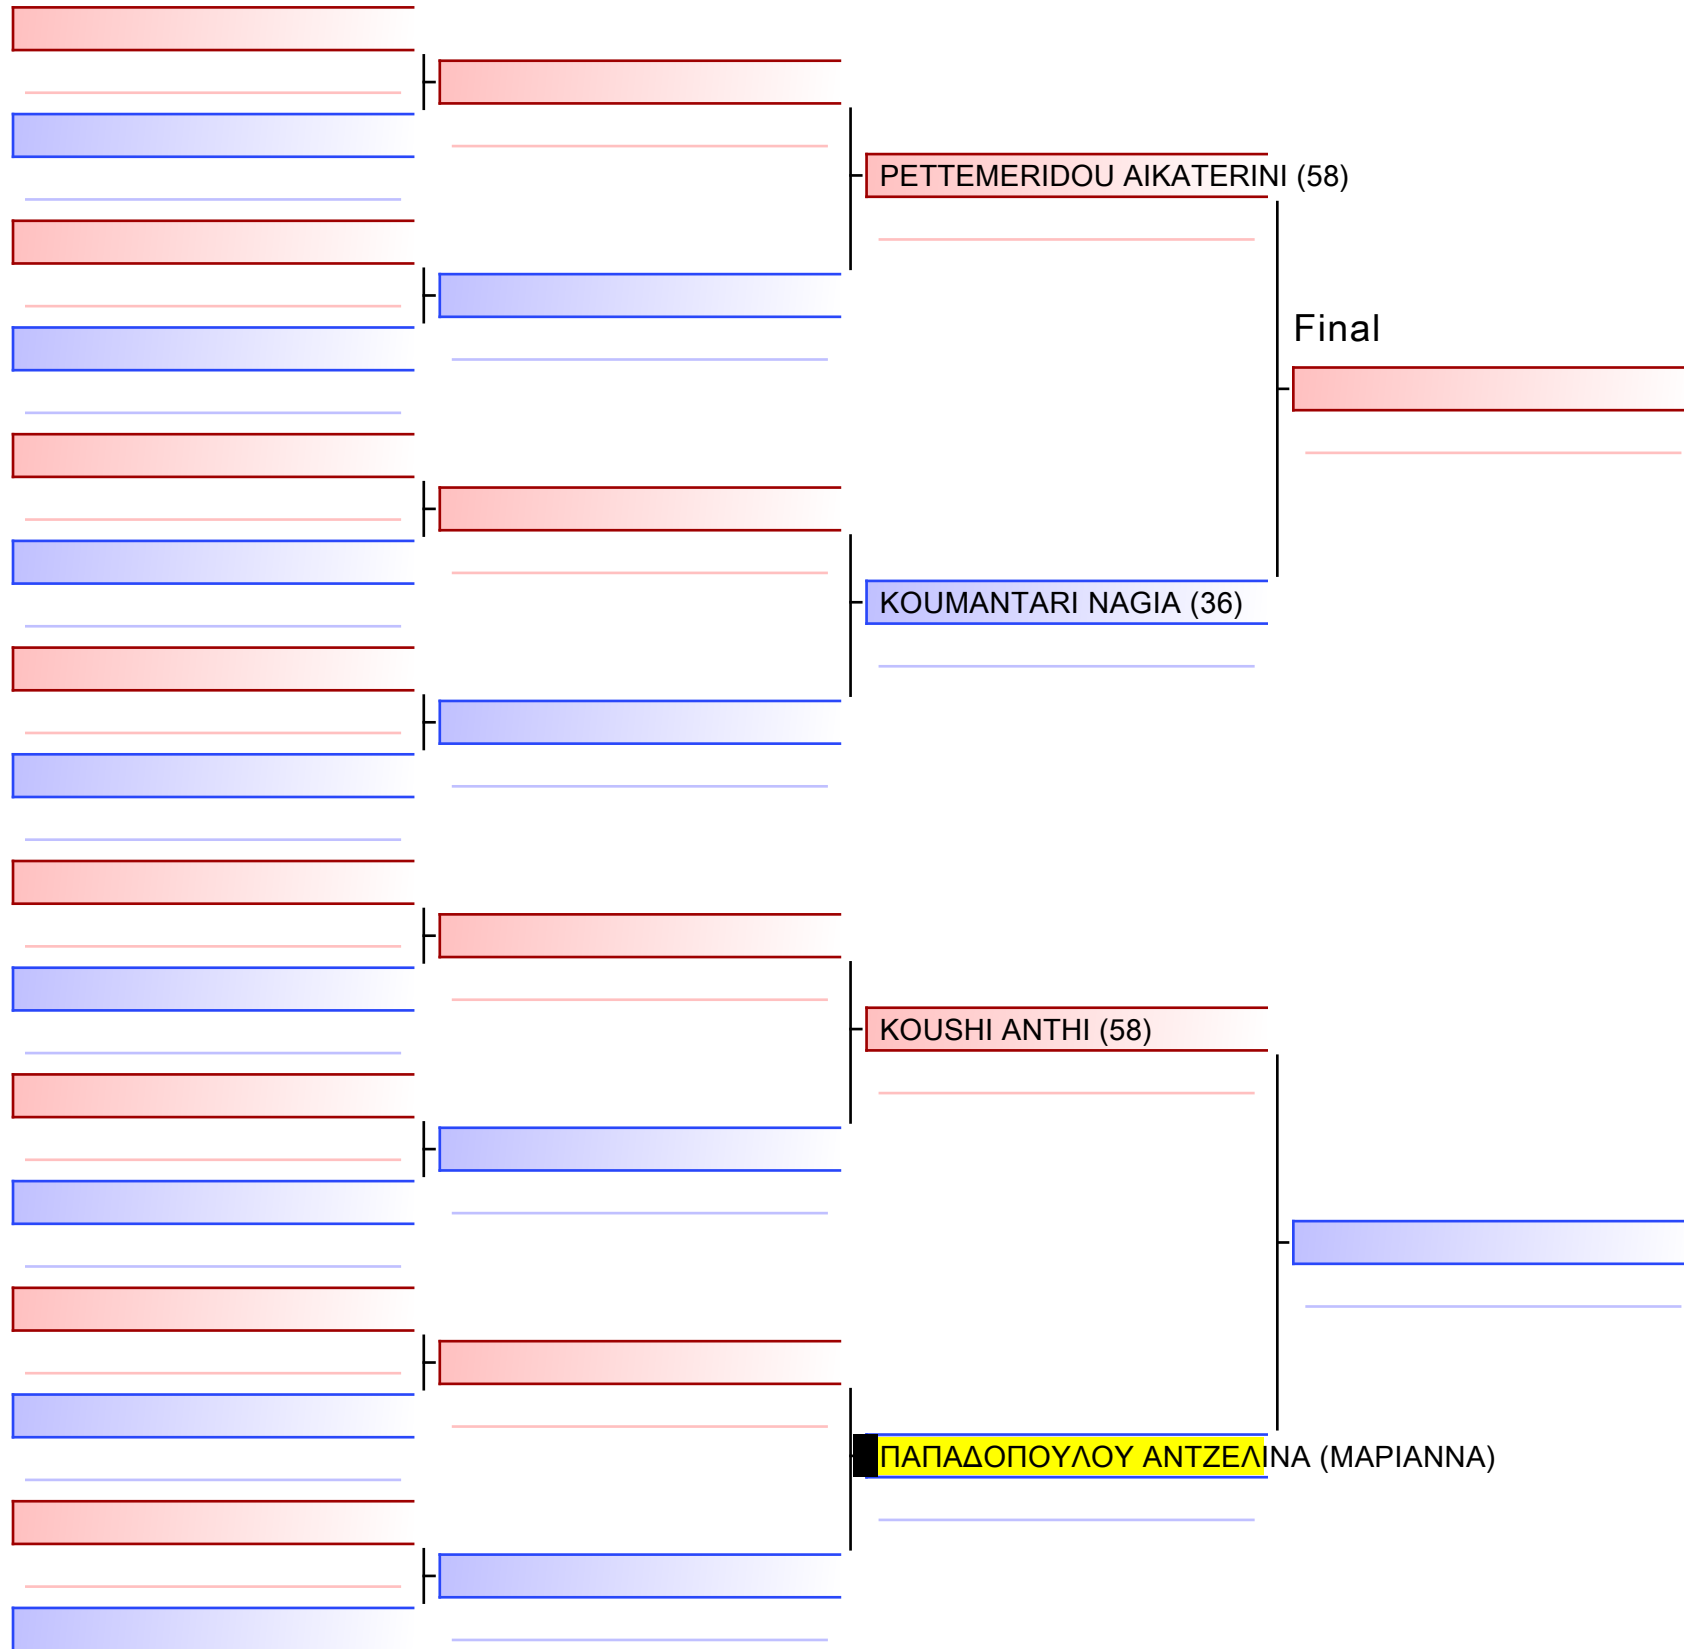 PETTEMERIDOU AIKATERINI (58)
Final
KOUMANTARI NAGIA (36)
KOUSHI ANTHI (58)
ΠΑΠΑΔΟΠΟΥΛΟΥ ΑΝΤΖΕΛΙΝΑ (ΜΑΡΙΑΝΝΑ)